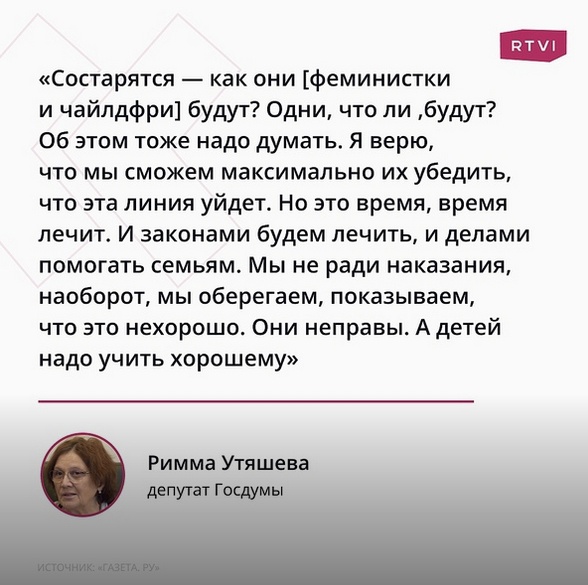 RTVI
«Состарятся — как они [феминистки
и чайлдфри] будут? Одни, что ли ,будут?
Об этом тоже надо думать. Я верю,
что мы сможем максимально их убедить,
что эта линия уйдет. Но это время, время
лечит. И законами будем лечить, и делами
помогать семьям. Мы не ради наказания,
наоборот, мы оберегаем, показываем,
что это нехорошо. Они неправы. А детей
надо учить хорошему»
Римма Утяшева
депутат Госдумы
ИСТОЧНИК: «ГАЗЕТА. РУ»